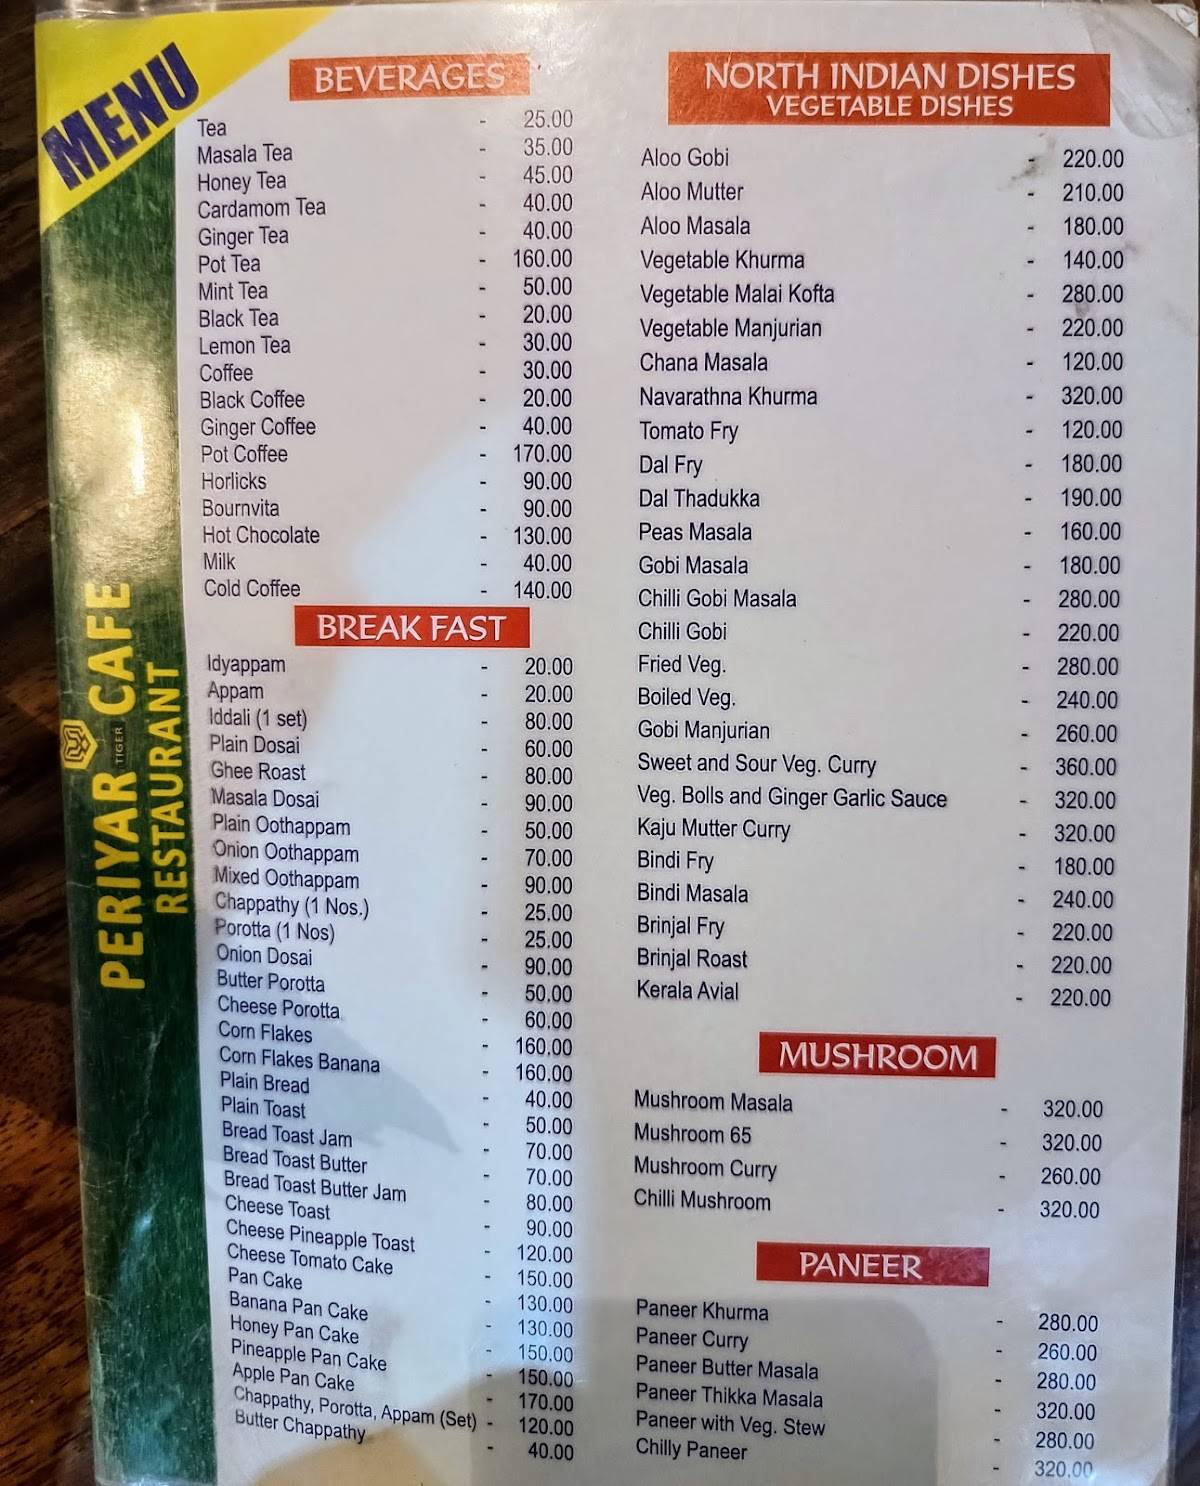 MENU
PERIYAR CAFE
TIGER
RESTAURANT
BEVERAGES
Tea - 25.00
Masala Tea - 35.00
Honey Tea - 45.00
Cardamom Tea - 40.00
Ginger Tea - 40.00
Pot Tea - 160.00
Mint Tea - 50.00
Black Tea - 20.00
Lemon Tea - 30.00
Coffee - 30.00
Black Coffee - 20.00
Ginger Coffee - 40.00
Pot Coffee - 170.00
Horlicks - 90.00
Bournvita - 90.00
Hot Chocolate - 130.00
Milk - 40.00
Cold Coffee - 140.00
BREAK FAST
Idyappam - 20.00
Appam - 20.00
Iddali (1 set) - 80.00
Plain Dosai - 60.00
Ghee Roast - 80.00
Masala Dosai - 90.00
Plain Oothappam - 50.00
Onion Oothappam - 70.00
Mixed Oothappam - 90.00
Chappathy (1 Nos.) - 25.00
Porotta (1 Nos) - 25.00
Onion Dosai - 90.00
Butter Porotta - 50.00
Cheese Porotta - 60.00
Corn Flakes - 160.00
Corn Flakes Banana - 160.00
Plain Bread - 40.00
Plain Toast - 50.00
Bread Toast Jam - 70.00
Bread Toast Butter - 70.00
Bread Toast Butter Jam - 80.00
Cheese Toast - 90.00
Cheese Pineapple Toast - 120.00
Cheese Tomato Cake - 150.00
Pan Cake - 130.00
Banana Pan Cake - 130.00
Honey Pan Cake - 150.00
Pineapple Pan Cake - 150.00
Apple Pan Cake - 170.00
Chappathy, Porotta, Appam (Set) - 120.00
Butter Chappathy - 40.00
NORTH INDIAN DISHES
VEGETABLE DISHES
Aloo Gobi - 220.00
Aloo Mutter - 210.00
Aloo Masala - 180.00
Vegetable Khurma - 140.00
Vegetable Malai Kofta - 280.00
Vegetable Manjurian - 220.00
Chana Masala - 120.00
Navarathna Khurma - 320.00
Tomato Fry - 120.00
Dal Fry - 180.00
Dal Thadukka - 190.00
Peas Masala - 160.00
Gobi Masala - 180.00
Chilli Gobi Masala - 280.00
Chilli Gobi - 220.00
Fried Veg. - 280.00
Boiled Veg. - 240.00
Gobi Manjurian - 260.00
Sweet and Sour Veg. Curry - 360.00
Veg. Bolls and Ginger Garlic Sauce - 320.00
Kaju Mutter Curry - 320.00
Bindi Fry - 180.00
Bindi Masala - 240.00
Brinjal Fry - 220.00
Brinjal Roast - 220.00
Kerala Avial - 220.00
MUSHROOM
Mushroom Masala - 320.00
Mushroom 65 - 320.00
Mushroom Curry - 260.00
Chilli Mushroom - 320.00
PANEER
Paneer Khurma - 280.00
Paneer Curry - 260.00
Paneer Butter Masala - 280.00
Paneer Thikka Masala - 320.00
Paneer with Veg. Stew - 280.00
Chilly Paneer - 320.00